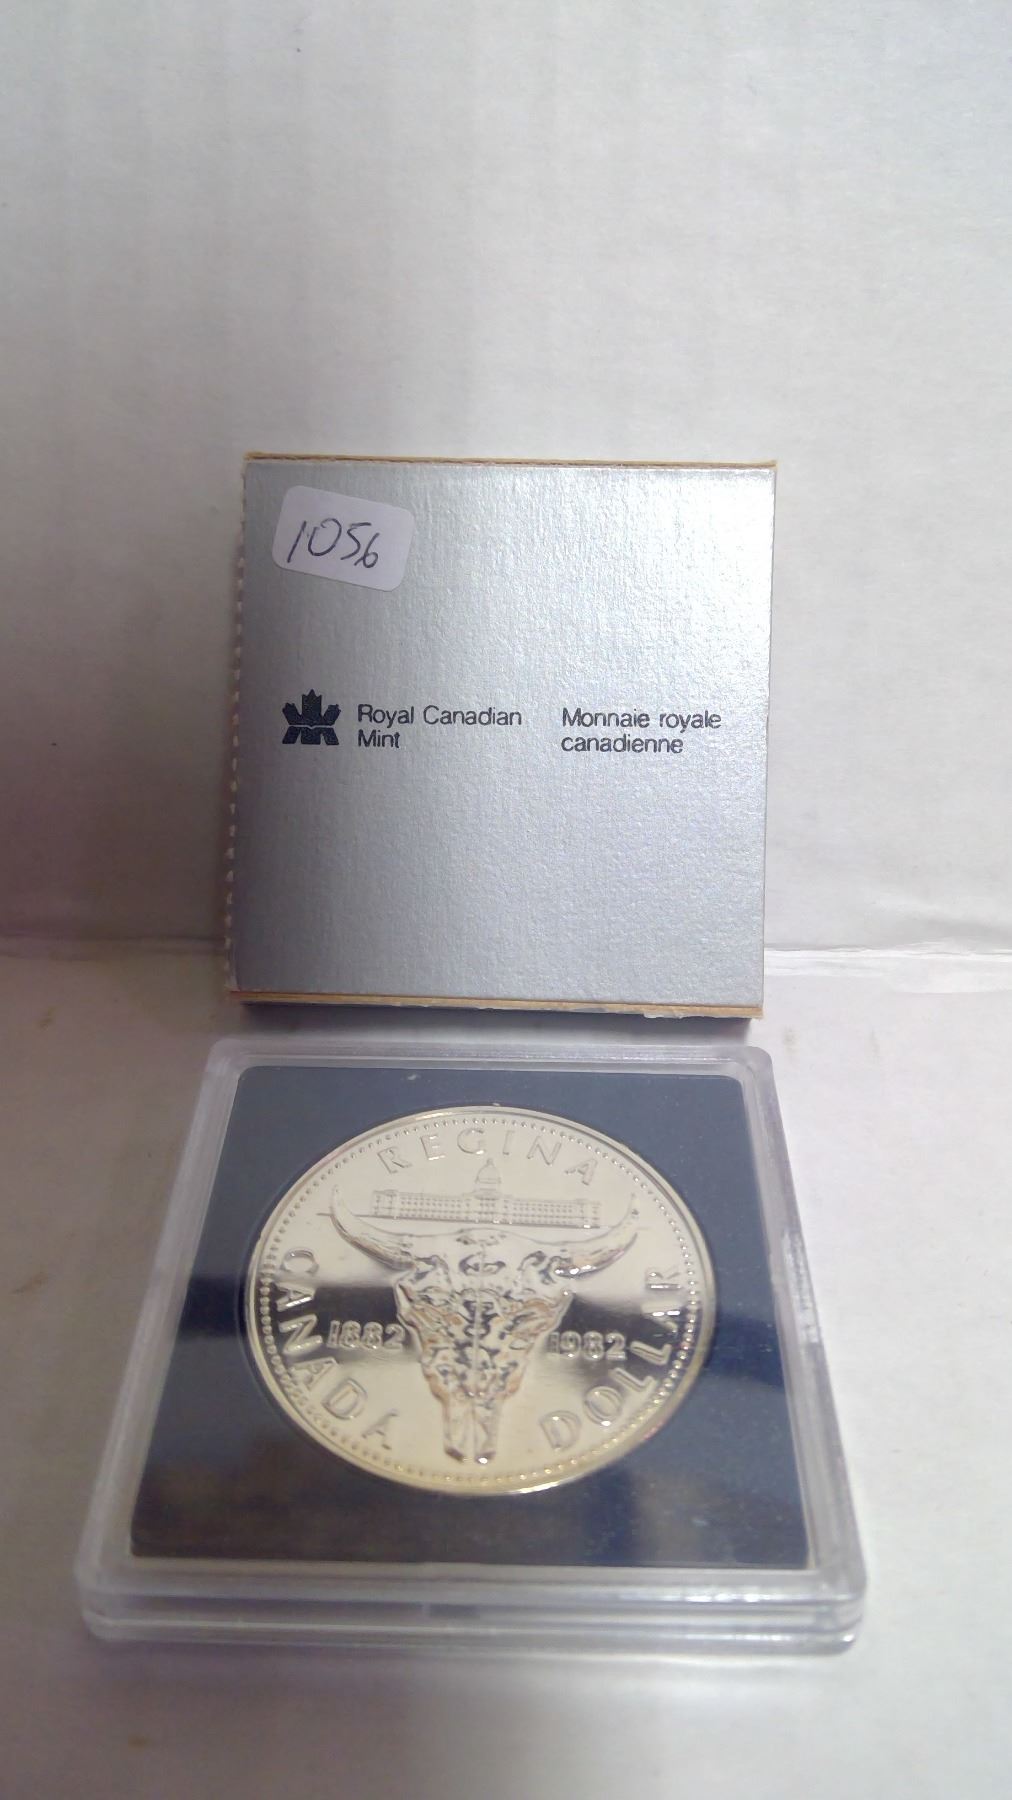 1056
Royal Canadian
Mint
Monnaie royale
canadienne
REGINA
CANADA
1882
1982
DOLLAR